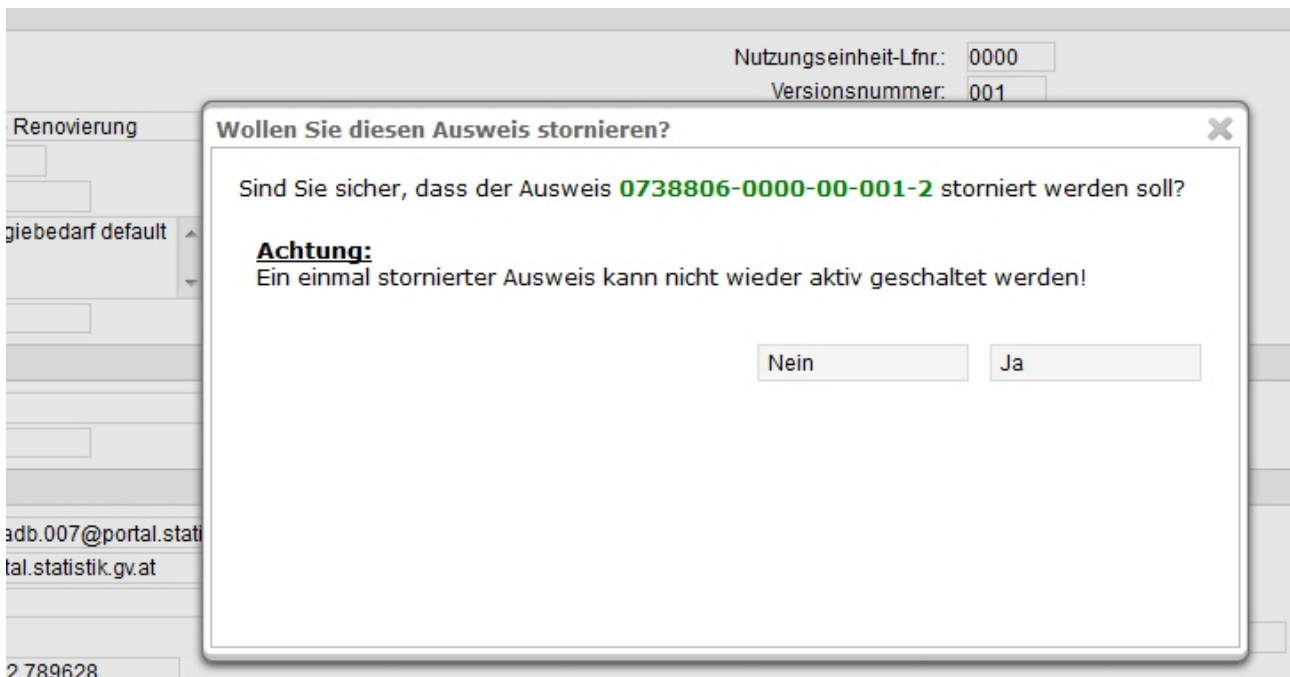 Nutzungseinheit-Lfnr.: 0000
Versionsnummer: 001
Renovierung
Wollen Sie diesen Ausweis stornieren?
Sind Sie sicher, dass der Ausweis 0738806-0000-00-001-2 storniert werden soll?
giebedarf default
Achtung:
Ein einmal stornierter Ausweis kann nicht wieder aktiv geschaltet werden!
Nein Ja
adb.007@portal.stati
tal.statistik.gv.at
2.789628